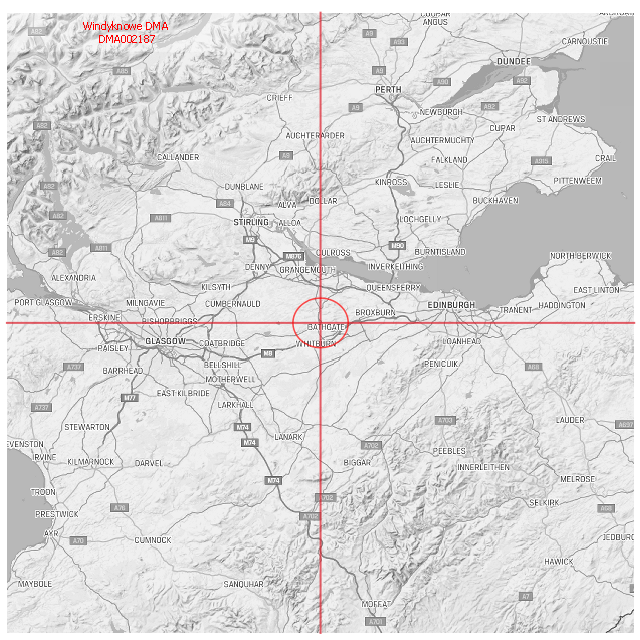 Windyknowe DMA
DMA002187
A82
A85
A9
A93
A9
A90
A92
A92
A9
COUPAR
ANGUS
CARNOUSTIE
DUNDEE
CRIEFF
PERTH
NEWBURGH
ST ANDREWS
CUPAR
A82
AUCHTERARDER
AUCHTERMUCHTY
CALLANDER
A9
FALKLAND
A915
CRAIL
A82
DUNBLANE
KINROSS
LESLIE
PITTENWEEM
A84
ALVA
DOLLAR
BUCKHAVEN
A82
A811
STIRLING
ALLOA
LOCHGELLY
A82
A811
M9
M876
CULROSS
M90
BURNTISLAND
NORTH BERWICK
DENNY
GRANGEMOUTH
INVERKEITHING
ALEXANDRIA
KILSYTH
QUEENSFERRY
EAST LINTON
PORT GLASGOW
MILNGAVIE
CUMBERNAULD
EDINBURGH
HADDINGTON
ERSKINE
BISHOPBRIGGS
BATHGATE
BROXBURN
TRANENT
PAISLEY
GLASGOW
COATBRIDGE
WHITBURN
LOANHEAD
M8
A737
BARRHEAD
BELLSHILL
PENICUIK
A68
MOTHERWELL
M77
EAST KILBRIDE
A737
LARKHALL
STEWARTON
M74
A703
LAUDER
A697
LANARK
M74
A702
EVENSTON
IRVINE
KILMARNOCK
DARVEL
BIGGAR
PEEBLES
INNERLEITHEN
M74
MELROSE
TROON
A702
SELKIRK
PRESTWICK
A76
A702
A68
AYR
A70
CUMNOCK
JEDBURG
HAWICK
MAYBOLE
SANQUHAR
A7
MOFFAT
A701